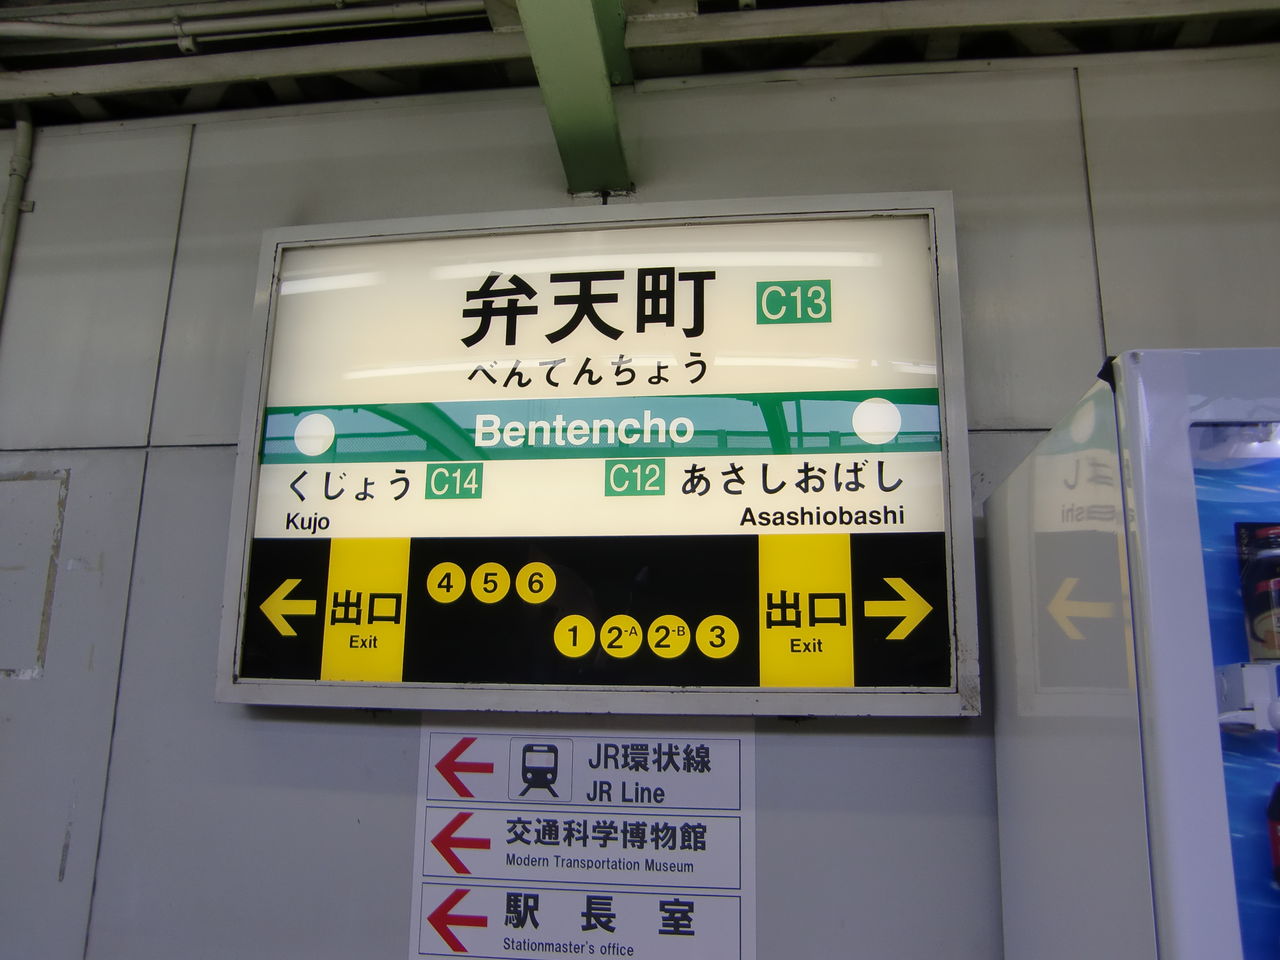 弁天町 C13
べんてんちょう
Bentencho
くじょう C14 C12 あさしおばし
Kujo Asashiobashi
4 5 6
出口 出口
Exit Exit
1 2-A 2-B 3
JR環状線
JR Line
交通科学博物館
Modern Transportation Museum
駅長室
Stationmaster's office